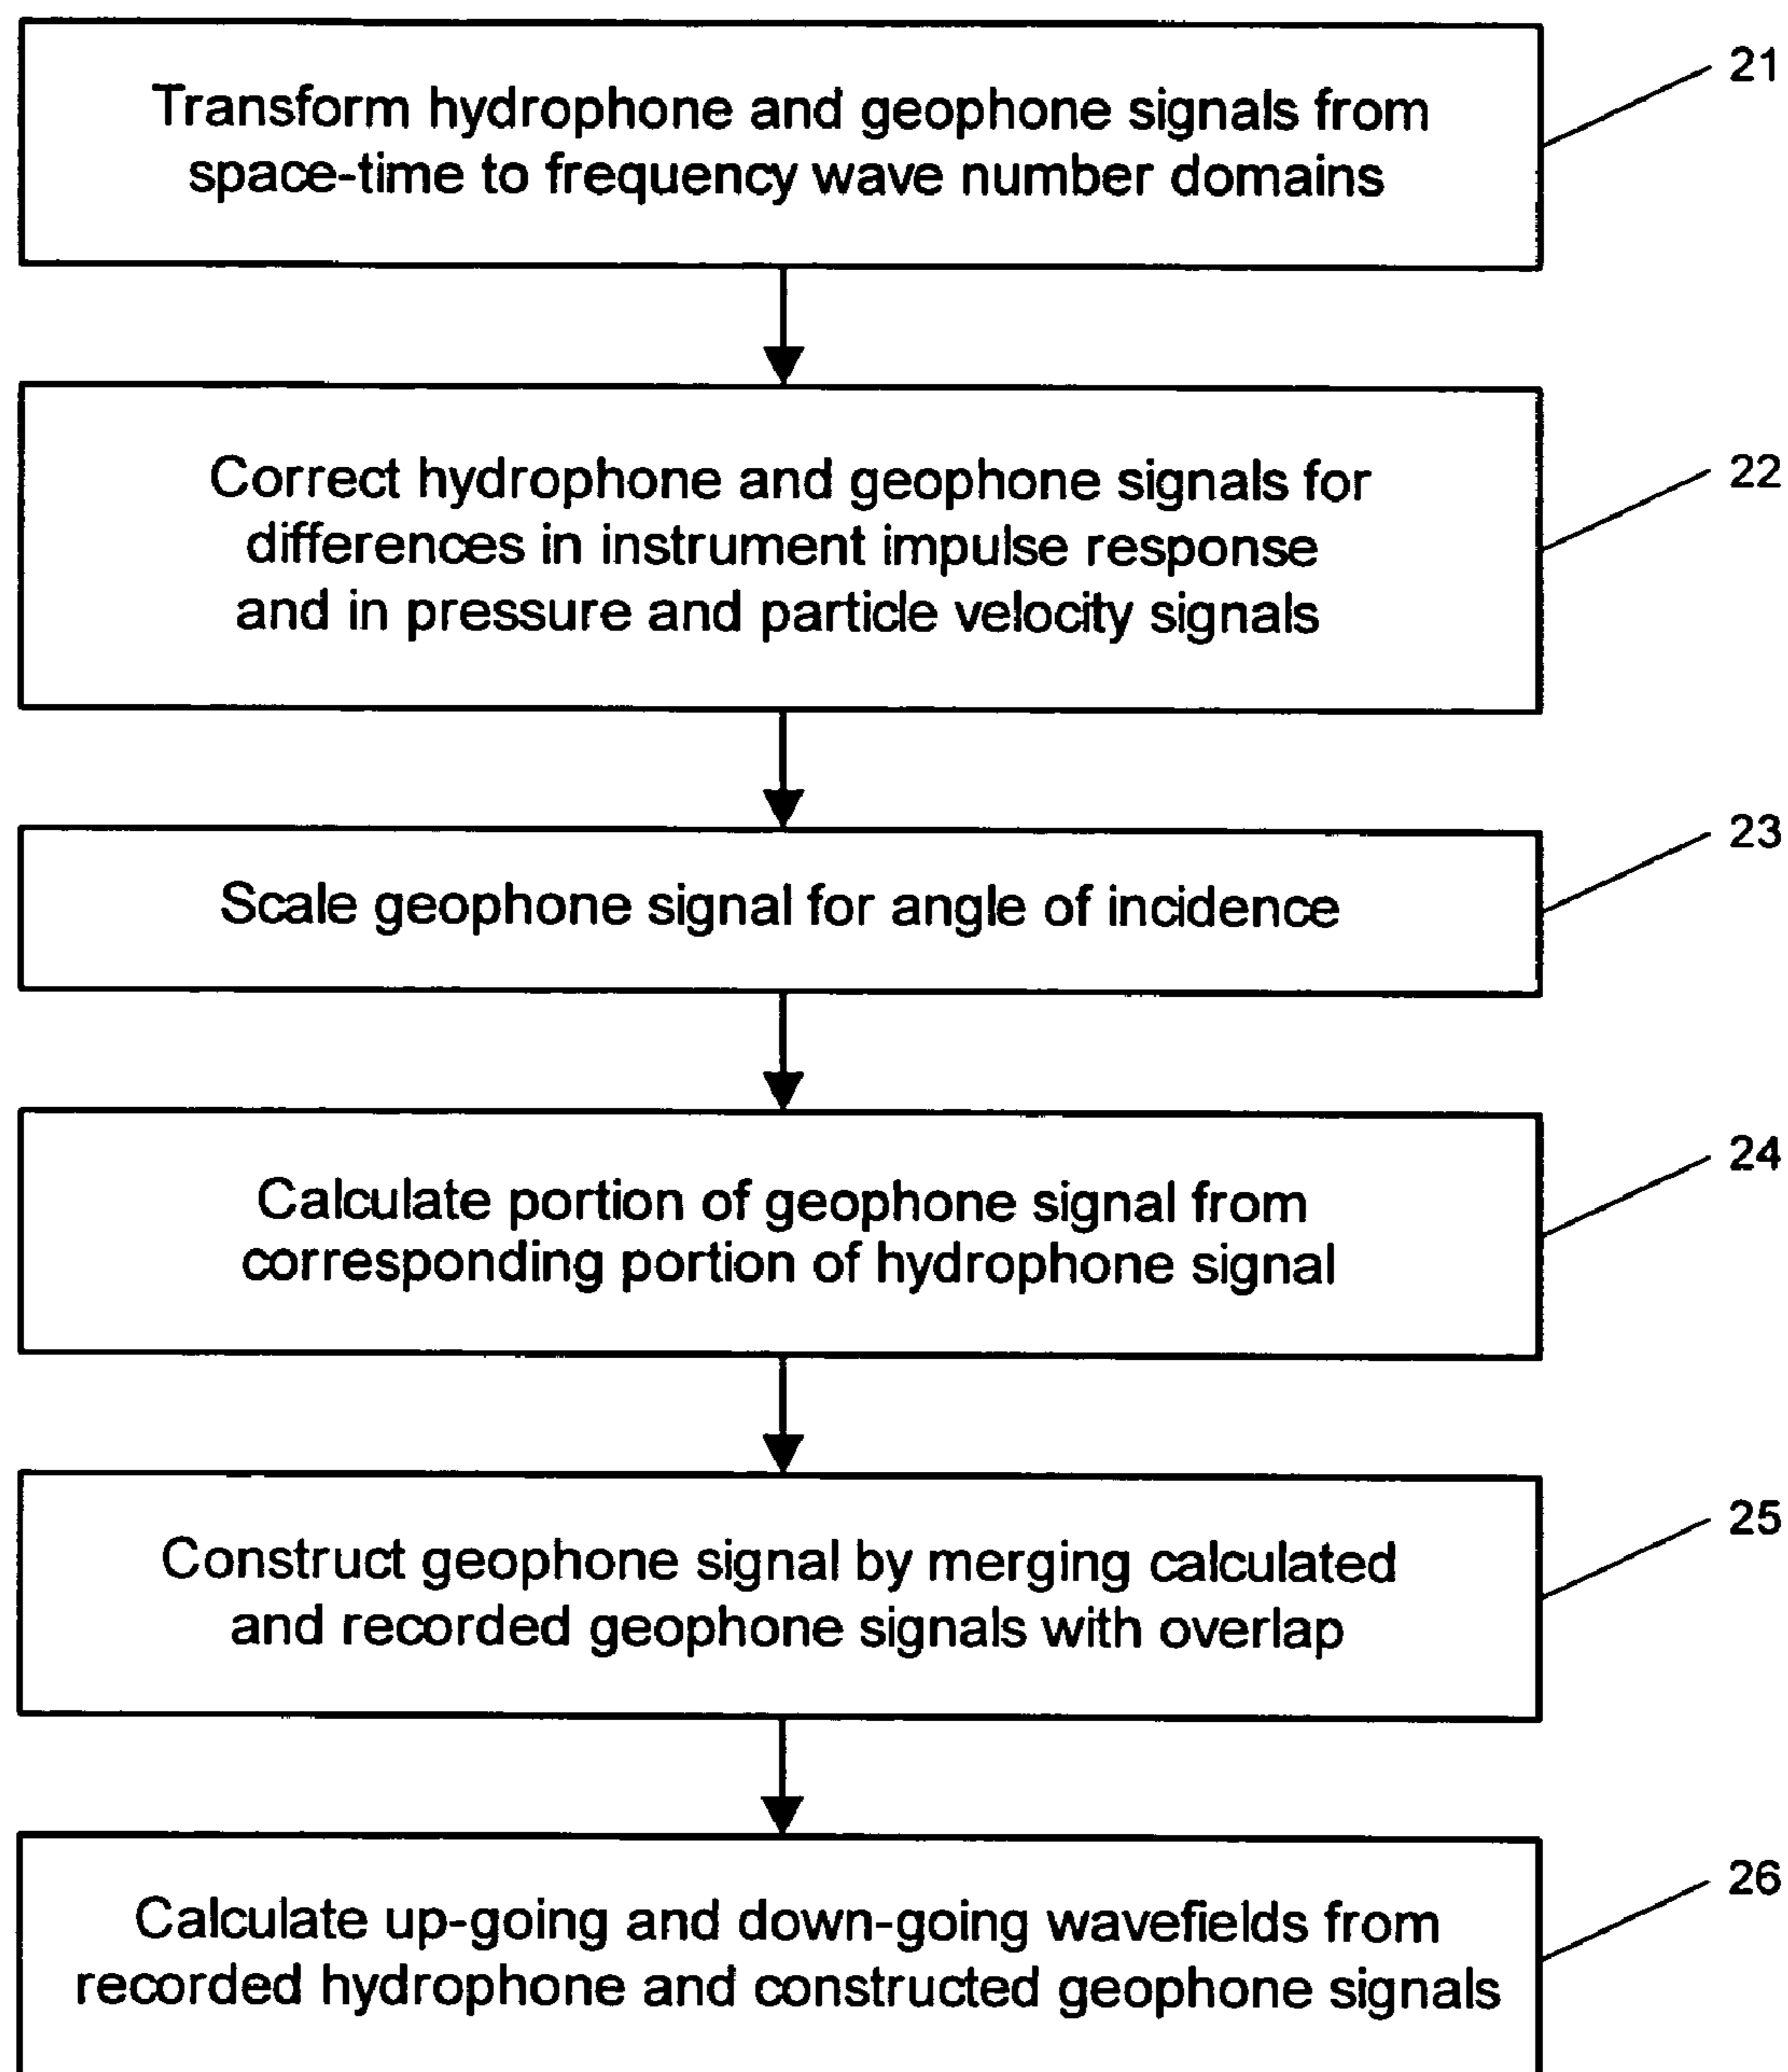 21
Transform hydrophone and geophone signals from
space-time to frequency wave number domains
22
Correct hydrophone and geophone signals for
differences in instrument impulse response
and in pressure and particle velocity signals
23
Scale geophone signal for angle of incidence
24
Calculate portion of geophone signal from
corresponding portion of hydrophone signal
25
Construct geophone signal by merging calculated
and recorded geophone signals with overlap
26
Calculate up-going and down-going wavefields from
recorded hydrophone and constructed geophone signals